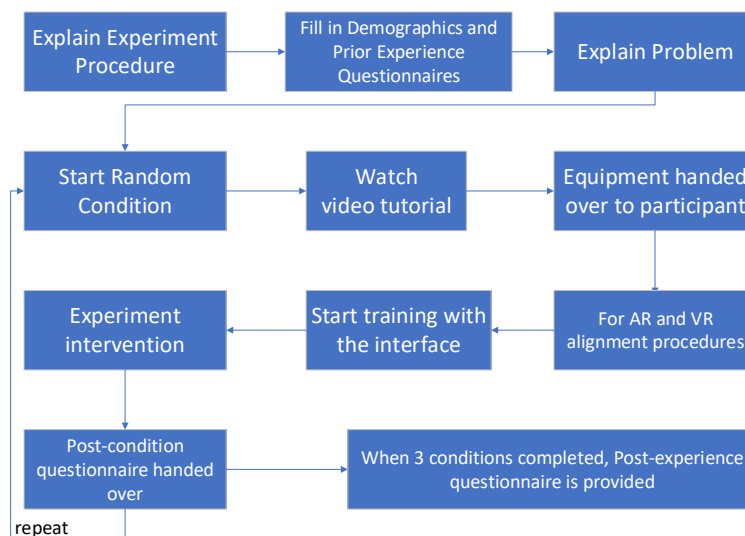 Explain Experiment
Procedure
Fill in Demographics and
Prior Experience
Questionnaires
Explain Problem
Start Random
Condition
Watch
video tutorial
Equipment handed
over to participant
Experiment
intervention
Start training with
the interface
For AR and VR
alignment procedures
Post-condition
questionnaire handed
over
When 3 conditions completed, Post-experience
questionnaire is provided
repeat